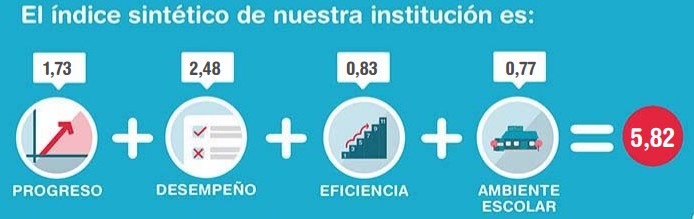 El índice sintético de nuestra institución es:
1,73 2,48 0,83 0,77
+ + + = 5,82
PROGRESO DESEMPEÑO EFICIENCIA AMBIENTE ESCOLAR